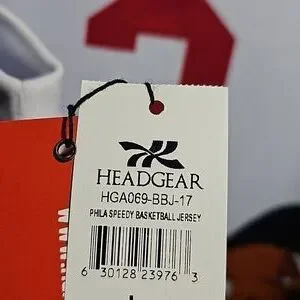 HEADGEAR
HGA069-BBJ-17
PHILA SPEEDY BASKETBALL JERSEY
6 30128 23976 3